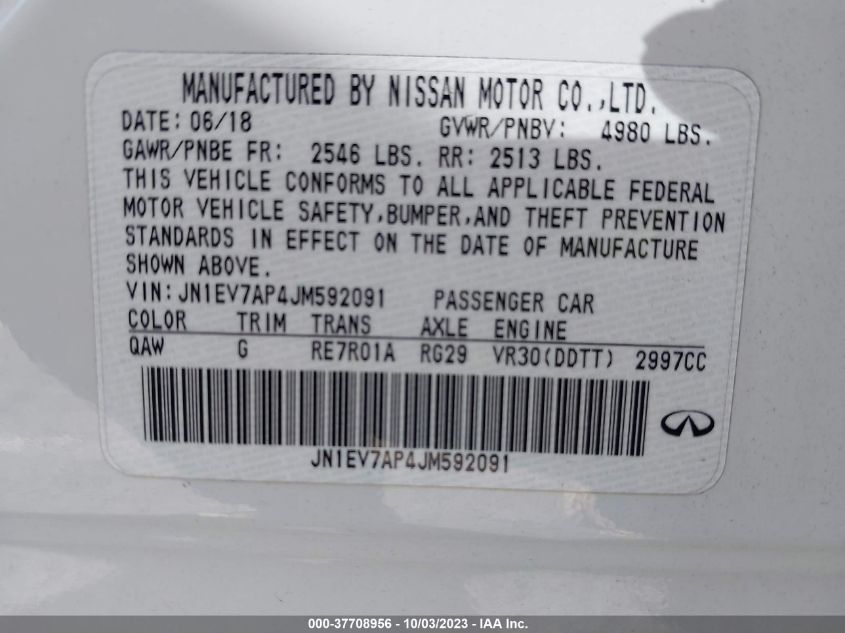 MANUFACTURED BY NISSAN MOTOR CO.,LTD.
DATE: 06/18 GVWR/PNBV: 4980 LBS.
GAWR/PNBE FR: 2546 LBS. RR: 2513 LBS.
THIS VEHICLE CONFORMS TO ALL APPLICABLE FEDERAL
MOTOR VEHICLE SAFETY,BUMPER,AND THEFT PREVENTION
STANDARDS IN EFFECT ON THE DATE OF MANUFACTURE
SHOWN ABOVE.
VIN:JN1EV7AP4JM592091 PASSENGER CAR
COLOR TRIM TRANS AXLE ENGINE
QAW G RE7R01A RG29 VR30(DDTT) 2997CC
JN1EV7AP4JM592091
000-37708956 - 10/03/2023 - IAA Inc.